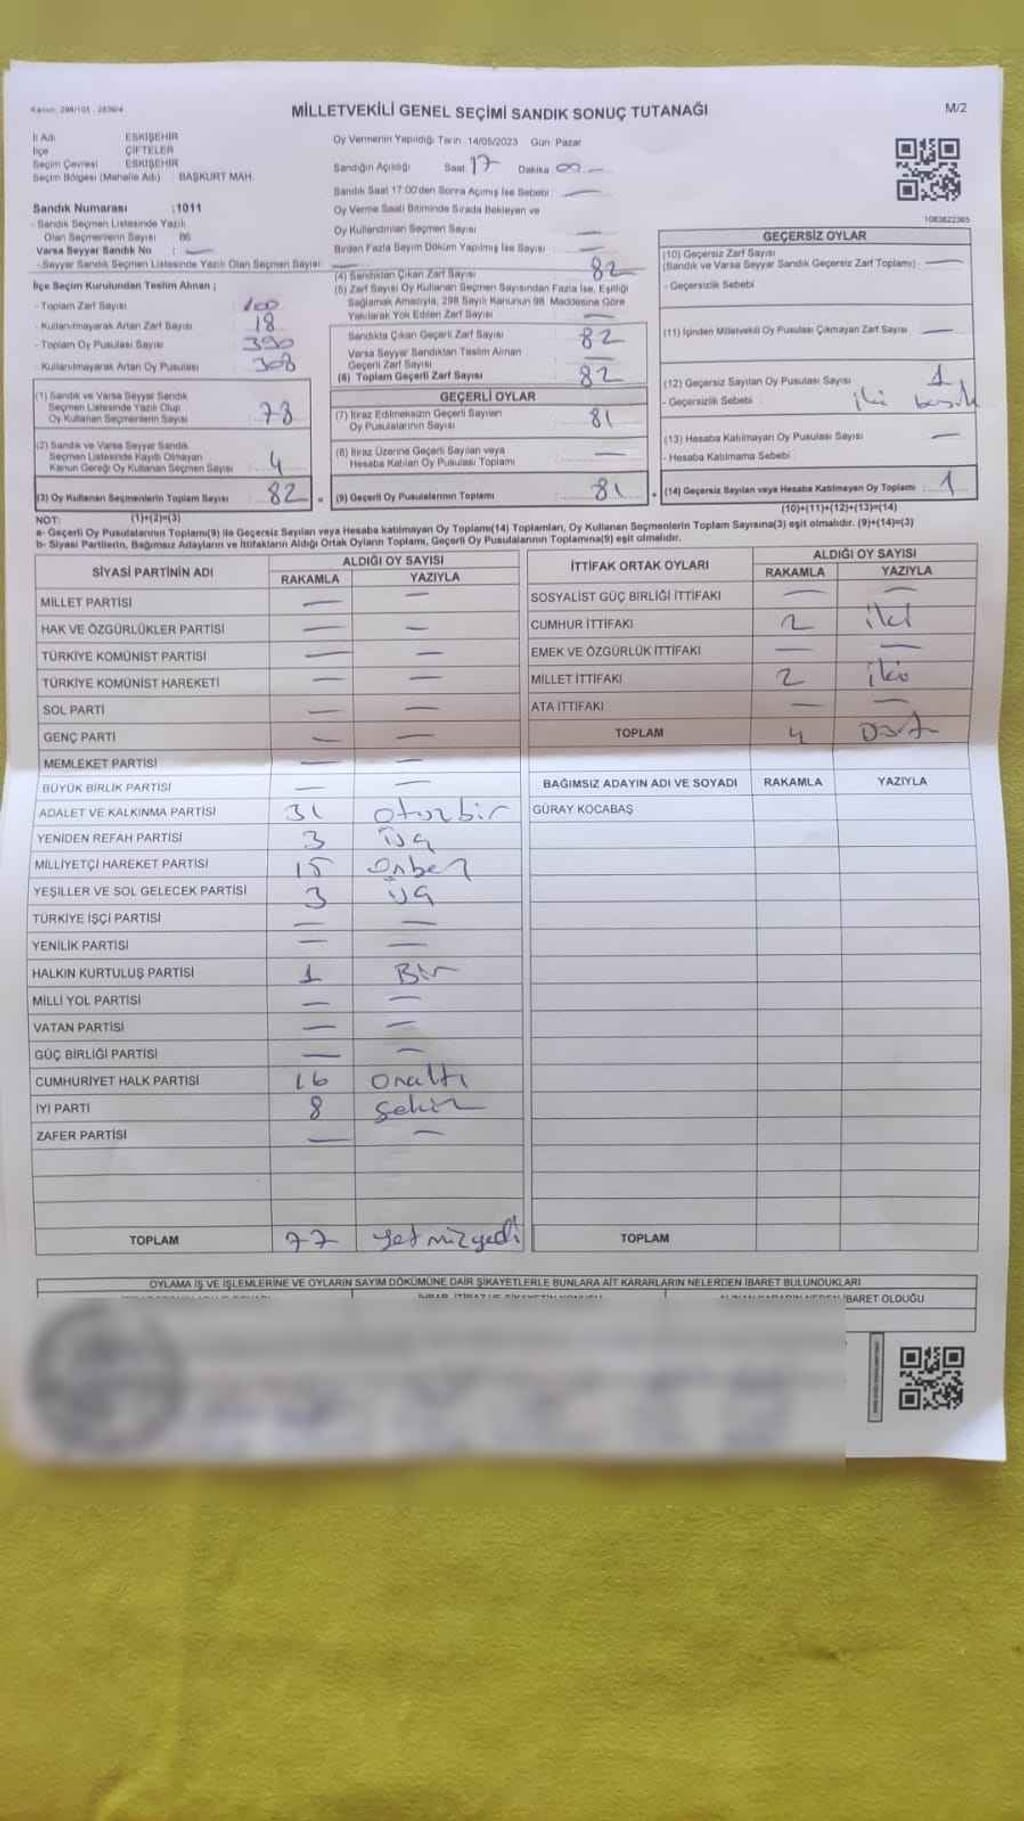 MİLLETVEKİLİ GENEL SEÇİMİ SANDIK SONUÇ TUTANAĞI
M/2
İl Adı ESKİŞEHİR
İlçe ÇİFTELER
Seçim Çevresi ESKİŞEHİR
Seçim Bölgesi (Mahalle Adı) : BAŞKURT MAH.
Sandık Numarası :1011
- Sandık Seçmen Listesinde Yazılı
Olan Seçmenlerin Sayısı 86
Varsa Seyyar Sandık No : —
- Seyyar Sandık Seçmen Listesinde Yazılı Olan Seçmen Sayısı : —
İlçe Seçim Kurulundan Teslim Alınan ;
- Toplam Zarf Sayısı 100
- Kullanılmayarak Artan Zarf Sayısı 18
- Toplam Oy Pusulası Sayısı 390
- Kullanılmayarak Artan Oy Pusulası 308
(1) Sandık ve Varsa Seyyar Sandık
Seçmen Listesinde Yazılı Olup
Oy Kullanan Seçmenlerin Sayısı 78
(2) Sandık ve Varsa Seyyar Sandık
Seçmen Listesinde Kayıtlı Olmayan
Kanun Gereği Oy Kullanan Seçmen Sayısı 4
(3) Oy Kullanan Seçmenlerin Toplam Sayısı 82
(1)+(2)=(3)
Oy Vermenin Yapıldığı Tarih 14/05/2023 Gün: Pazar
Sandığın Açıldığı Saat 17 Dakika 00
Sandık Saat 17:00'den Sonra Açılmış İse Sebebi —
Oy Verme Saati Bitiminde Sırada Bekleyen ve
Oy Kullandırılan Seçmen Sayısı —
Birden Fazla Sayım Döküm Yapılmış İse Sayısı —
(4) Sandıktan Çıkan Zarf Sayısı 82
(5) Zarf Sayısı Oy Kullanan Seçmen Sayısından Fazla İse, Eşitliği
Sağlamak Amacıyla, 298 Sayılı Kanunun 98. Maddesine Göre
Yakılarak Yok Edilen Zarf Sayısı —
Sandıkta Çıkan Geçerli Zarf Sayısı 82
Varsa Seyyar Sandıktan Teslim Alınan
Geçerli Zarf Sayısı —
(6) Toplam Geçerli Zarf Sayısı 82
GEÇERLİ OYLAR
(7) İtiraz Edilmeksizin Geçerli Sayılan
Oy Pusulalarının Sayısı 81
(8) İtiraz Üzerine Geçerli Sayılan veya
Hesaba Katılan Oy Pusulası Toplamı —
(9) Geçerli Oy Pusulalarının Toplamı 81
1083622365
GEÇERSİZ OYLAR
(10) Geçersiz Zarf Sayısı
(Sandık ve Varsa Seyyar Sandık Geçersiz Zarf Toplamı) —
- Geçersizlik Sebebi
(11) İçinden Milletvekili Oy Pusulası Çıkmayan Zarf Sayısı —
(12) Geçersiz Sayılan Oy Pusulası Sayısı 1
- Geçersizlik Sebebi iki basılı
(13) Hesaba Katılmayan Oy Pusulası Sayısı —
- Hesaba Katılmama Sebebi
(14) Geçersiz Sayılan veya Hesaba Katılmayan Oy Toplamı : 1
(10)+(11)+(12)+(13)=(14)
NOT:
a- Geçerli Oy Pusulalarının Toplamı(9) ile Geçersiz Sayılan veya Hesaba katılmayan Oy Toplamı(14) Toplamları, Oy Kullanan Seçmenlerin Toplam Sayısına(3) eşit olmalıdır. (9)+(14)=(3)
b- Siyasi Partilerin, Bağımsız Adayların ve İttifakların Aldığı Ortak Oyların Toplamı, Geçerli Oy Pusulalarının Toplamına(9) eşit olmalıdır.
SİYASİ PARTİNİN ADI ALDIĞI OY SAYISI
RAKAMLA YAZIYLA
MİLLET PARTİSİ — —
HAK VE ÖZGÜRLÜKLER PARTİSİ — —
TÜRKİYE KOMÜNİST PARTİSİ — —
TÜRKİYE KOMÜNİST HAREKETİ — —
SOL PARTİ — —
GENÇ PARTİ — —
MEMLEKET PARTİSİ — —
BÜYÜK BİRLİK PARTİSİ — —
ADALET VE KALKINMA PARTİSİ 31 otuzbir
YENİDEN REFAH PARTİSİ 3 Üç
MİLLİYETÇİ HAREKET PARTİSİ 15 Onbeş
YEŞİLLER VE SOL GELECEK PARTİSİ 3 üç
TÜRKİYE İŞÇİ PARTİSİ — —
YENİLİK PARTİSİ — —
HALKIN KURTULUŞ PARTİSİ 1 Bir
MİLLİ YOL PARTİSİ — —
VATAN PARTİSİ — —
GÜÇ BİRLİĞİ PARTİSİ — —
CUMHURİYET HALK PARTİSİ 16 onaltı
İYİ PARTİ 8 Sekiz
ZAFER PARTİSİ — —
TOPLAM 77 yetmişyedi
İTTİFAK ORTAK OYLARI ALDIĞI OY SAYISI
RAKAMLA YAZIYLA
SOSYALİST GÜÇ BİRLİĞİ İTTİFAKI — —
CUMHUR İTTİFAKI 2 iki
EMEK VE ÖZGÜRLÜK İTTİFAKI — —
MİLLET İTTİFAKI 2 iki
ATA İTTİFAKI — —
TOPLAM 4 Dört
BAĞIMSIZ ADAYIN ADI VE SOYADI RAKAMLA YAZIYLA
GÜRAY KOCABAŞ
TOPLAM
OYLAMA İŞ VE İŞLEMLERİNE VE OYLARIN SAYIM DÖKÜMÜNE DAİR ŞİKAYETLERLE BUNLARA AİT KARARLARIN NELERDEN İBARET BULUNDUKLARI
İBARET OLDUĞU